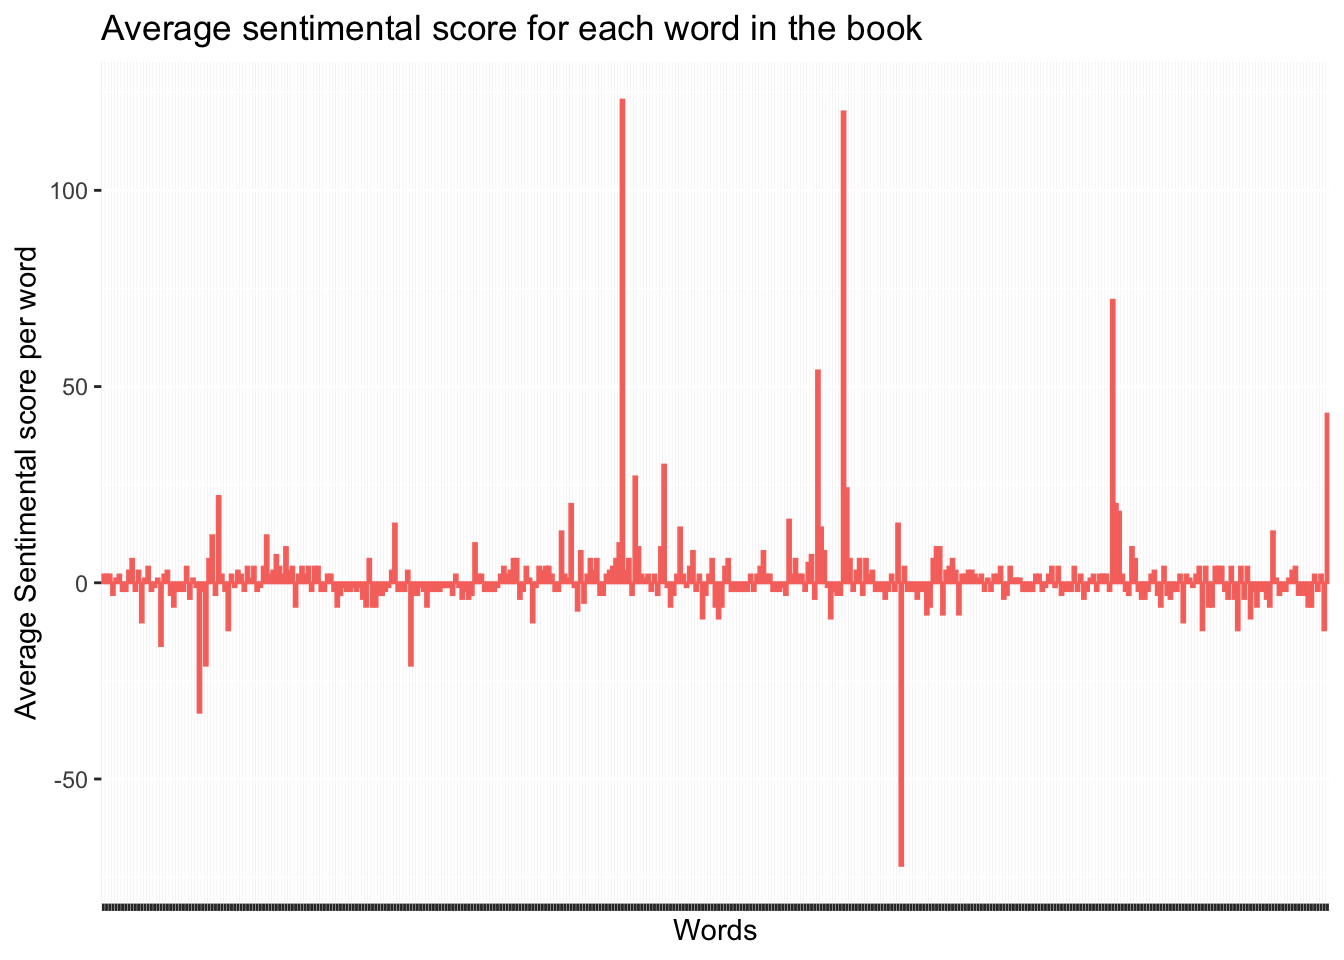 Average sentimental score for each word in the book
Average Sentimental score per word
100
50
0
-50
Words